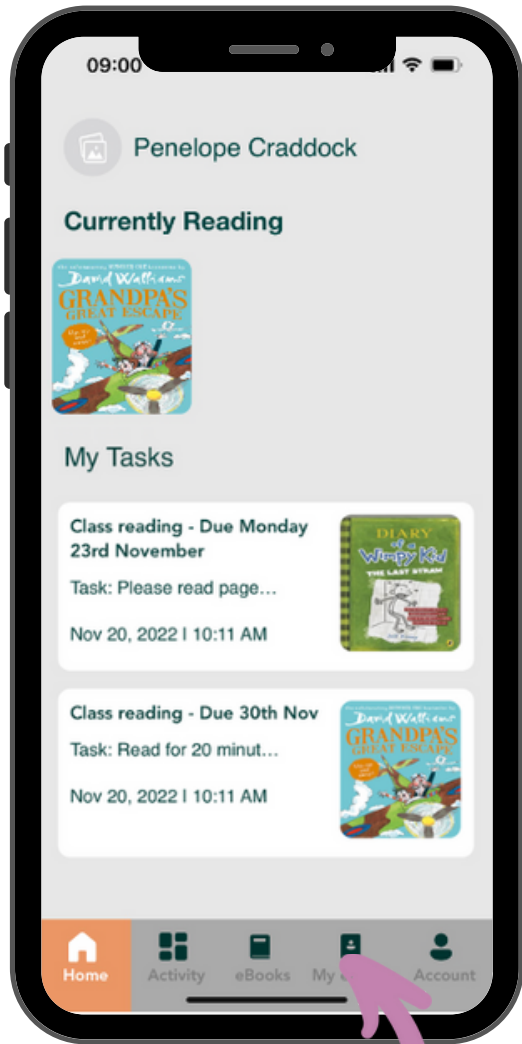 09:00
Penelope Craddock
Currently Reading
David Walliams
GRANDPA'S
GREAT ESCAPE
My Tasks
Class reading - Due Monday
23rd November
Task: Please read page...
Nov 20, 2022 I 10:11 AM
DIARY
of a
Wimpy Kid
THE LAST STRAW
Class reading - Due 30th Nov
Task: Read for 20 minut...
Nov 20, 2022 I 10:11 AM
David Walliams
GRANDPA'S
GREAT ESCAPE
Home
Activity
eBooks
My
Account